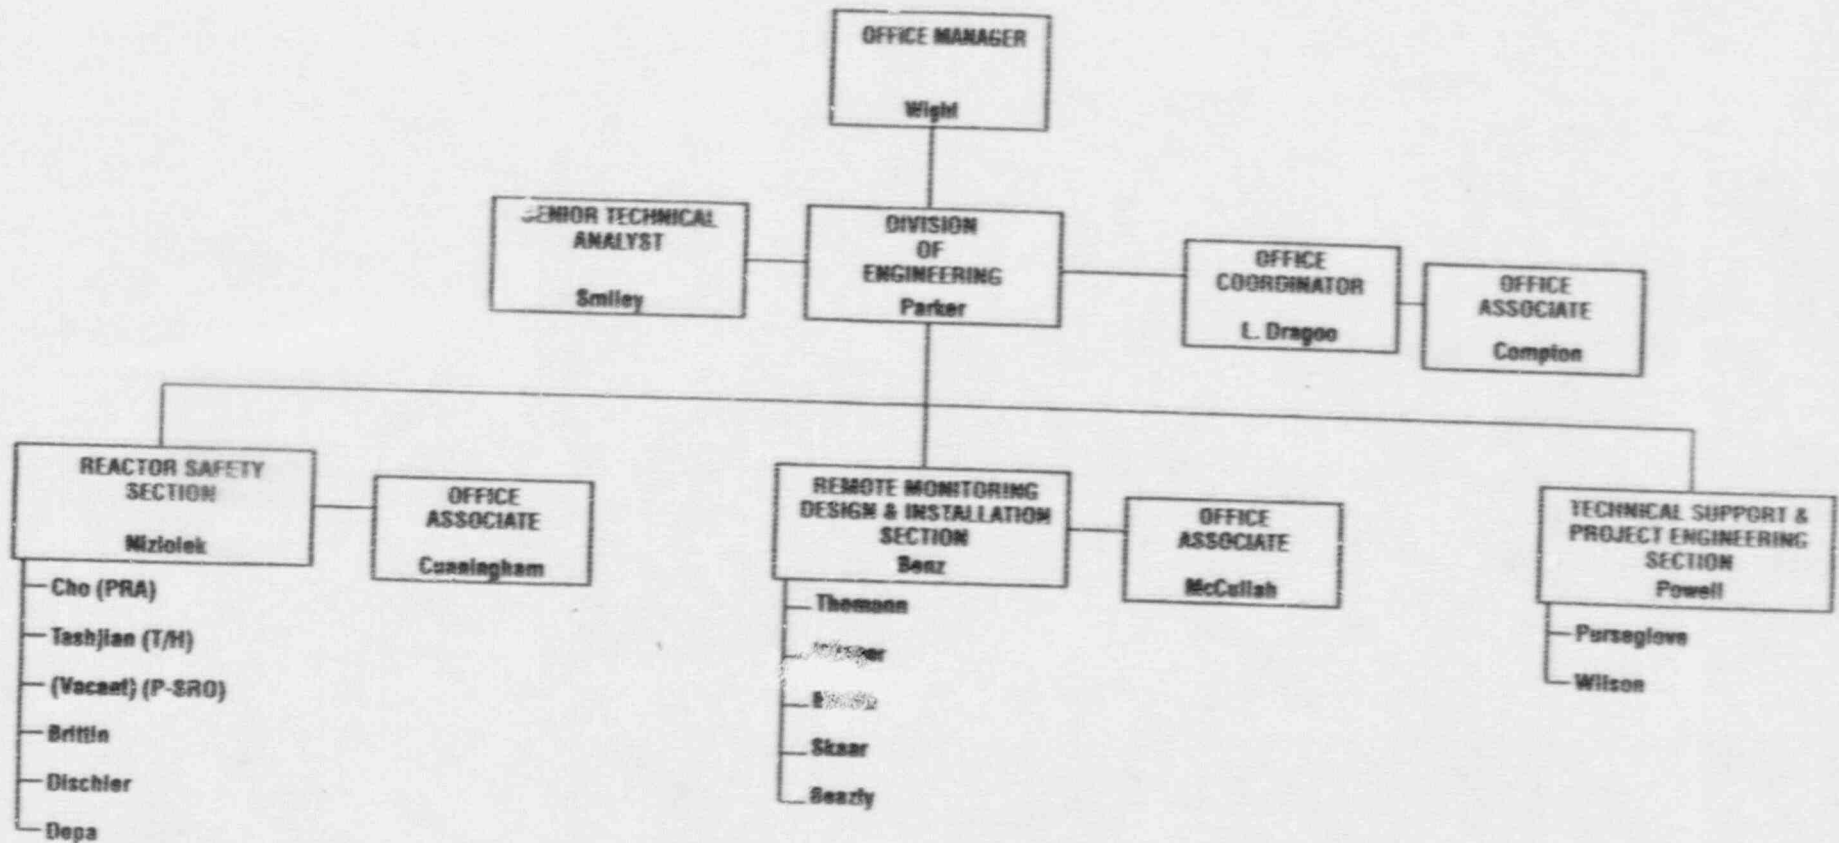 OFFICE MANAGER
Wight
SENIOR TECHNICAL
ANALYST
Smiley
DIVISION
OF
ENGINEERING
Parker
OFFICE
COORDINATOR
L. Dragoo
OFFICE
ASSOCIATE
Compton
REACTOR SAFETY
SECTION
Niziolek
Cho (PRA)
Tashjian (T/H)
(Vacant) (P-SRO)
Brittin
Dischler
Depa
OFFICE
ASSOCIATE
Cunningham
REMOTE MONITORING
DESIGN & INSTALLATION
SECTION
Benz
Thomann
Skaar
OFFICE
ASSOCIATE
McCullah
TECHNICAL SUPPORT &
PROJECT ENGINEERING
SECTION
Powell
Purseglove
Wilson